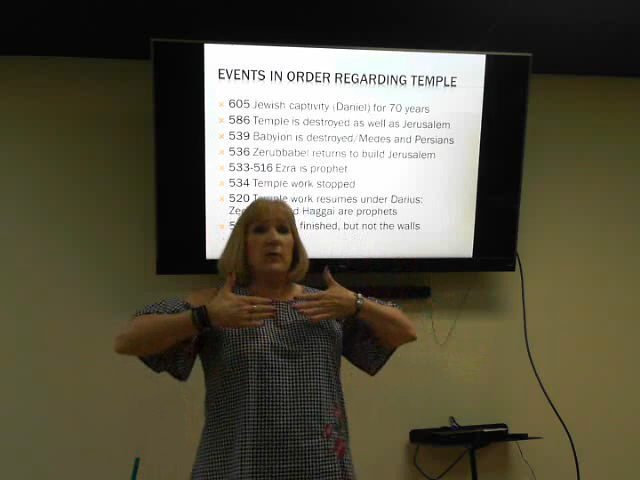 EVENTS IN ORDER REGARDING TEMPLE
605 Jewish captivity (Daniel) for 70 years
586 Temple is destroyed as well as Jerusalem
539 Babylon is destroyed/Medes and Persians
536 Zerubbabel returns to build Jerusalem
533-516 Ezra is prophet
534 Temple work stopped
520 Temple work resumes under Darius:
Haggai are prophets
finished, but not the walls